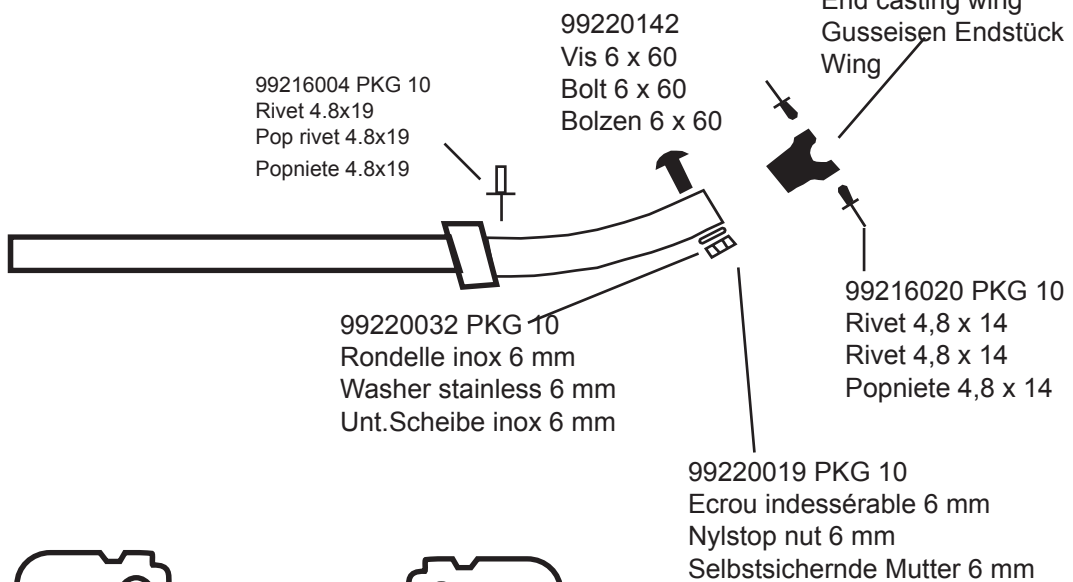 End casting wing
Gusseisen Endstück
Wing
99220142
Vis 6 x 60
Bolt 6 x 60
Bolzen 6 x 60
99216004 PKG 10
Rivet 4.8x19
Pop rivet 4.8x19
Popniete 4.8x19
99216020 PKG 10
Rivet 4,8 x 14
Rivet 4,8 x 14
Popniete 4,8 x 14
99220032 PKG 10
Rondelle inox 6 mm
Washer stainless 6 mm
Unt.Scheibe inox 6 mm
99220019 PKG 10
Ecrou indessérable 6 mm
Nylstop nut 6 mm
Selbstsichernde Mutter 6 mm